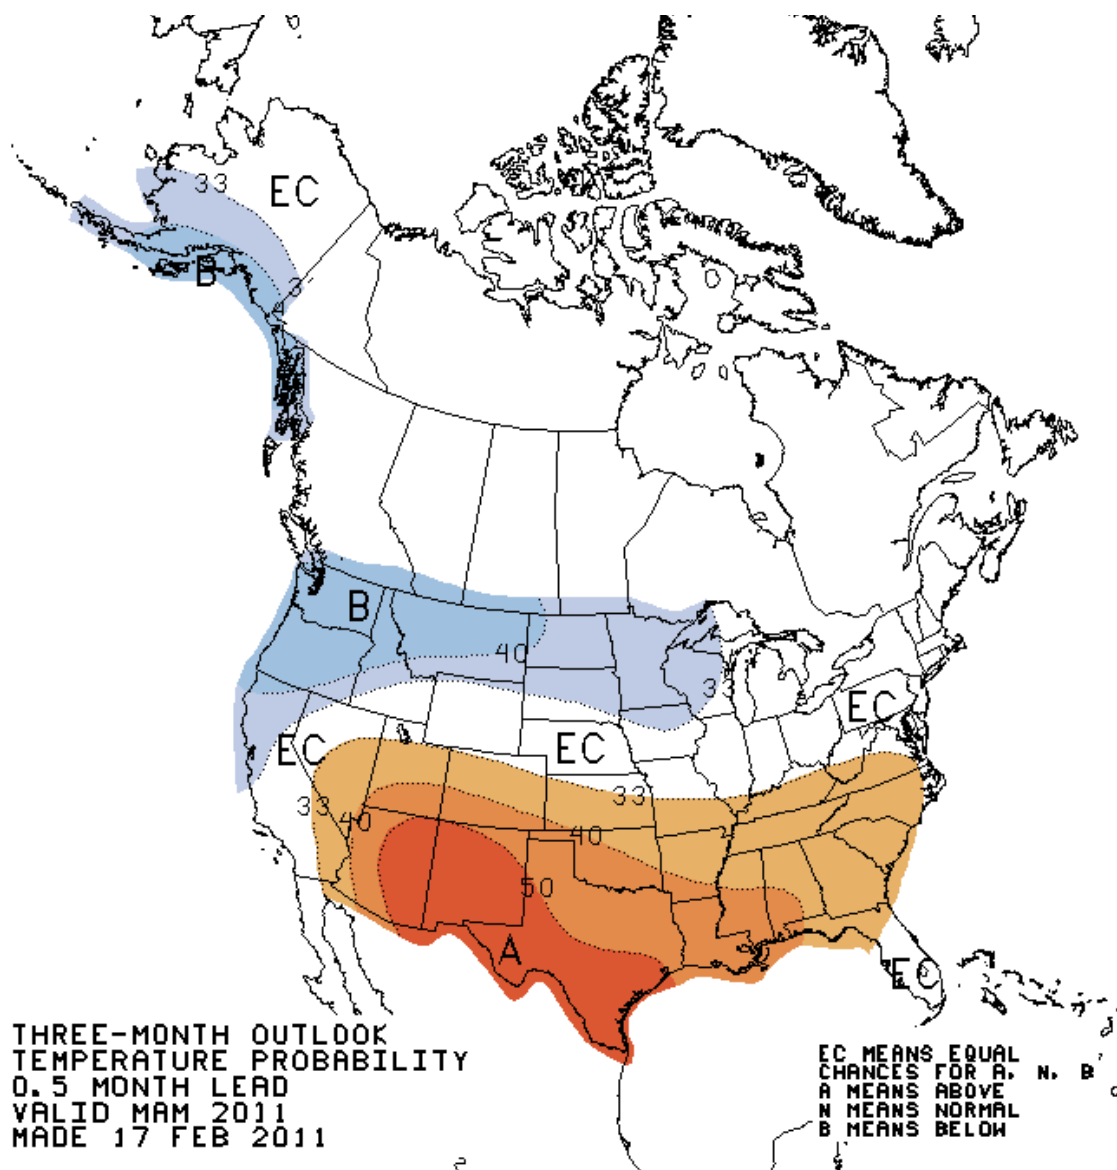 33
EC
B
3
4
B
40
33
EC
EC
EC
33
33
40
40
50
A
EC
THREE-MONTH OUTLOOK
TEMPERATURE PROBABILITY
0.5 MONTH LEAD
VALID MAM 2011
MADE 17 FEB 2011
EC MEANS EQUAL
CHANCES FOR A, N, B
A MEANS ABOVE
N MEANS NORMAL
B MEANS BELOW